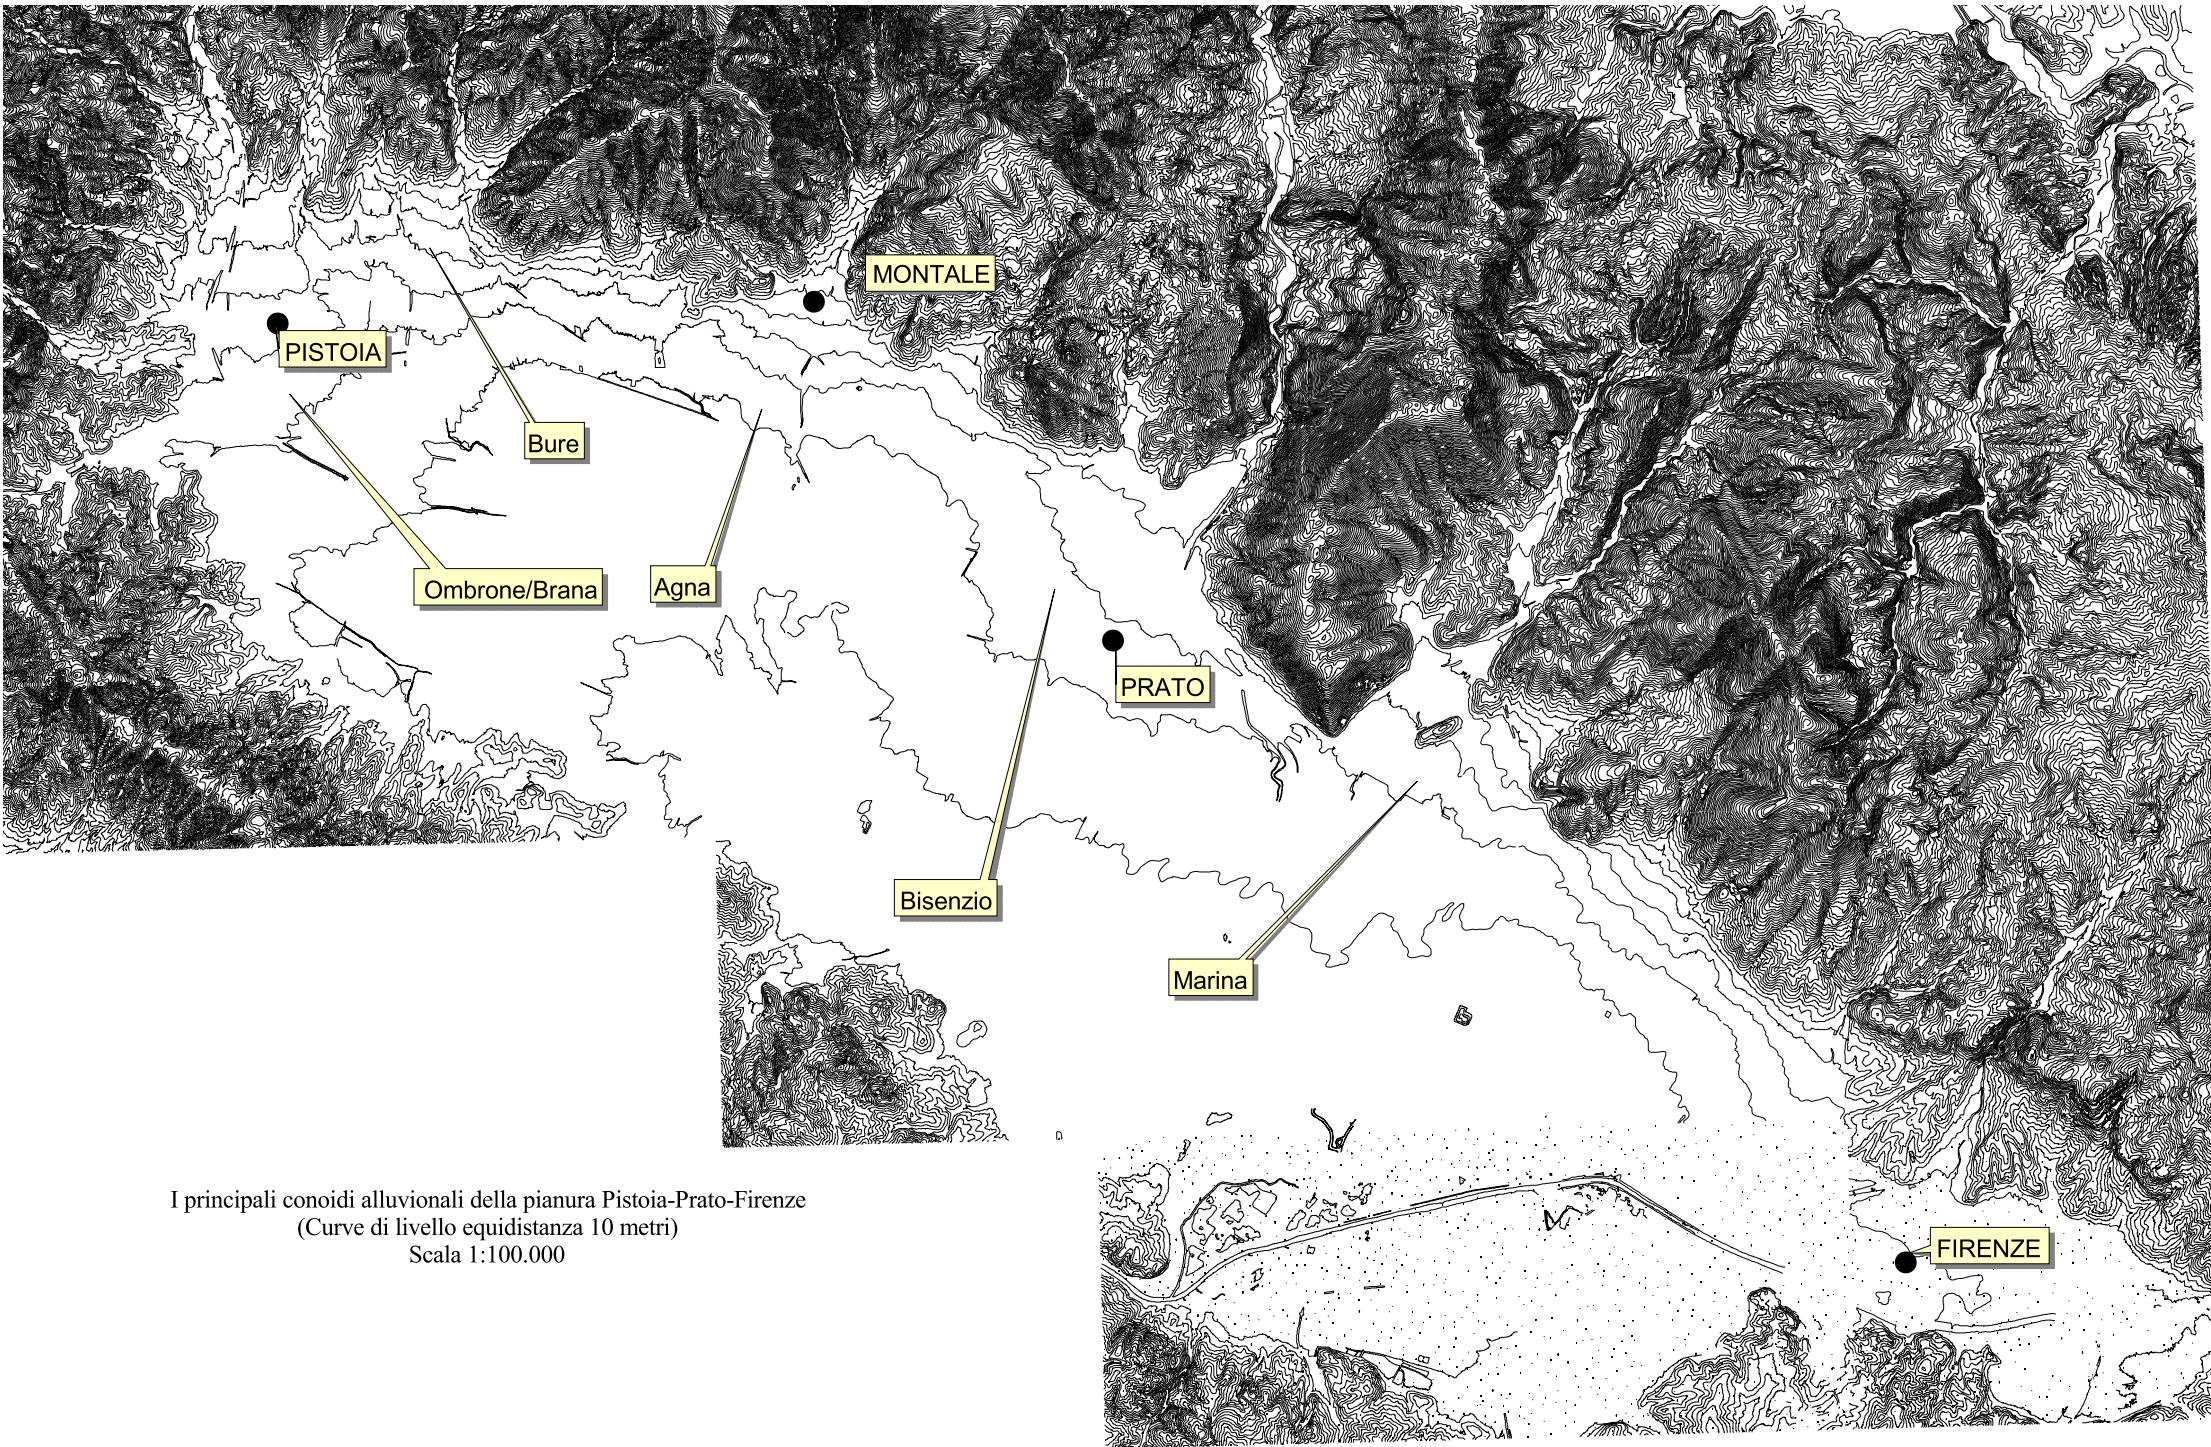 MONTALE
PISTOIA
Bure
Ombrone/Brana
Agna
PRATO
Bisenzio
Marina
I principali conoidi alluvionali della pianura Pistoia-Prato-Firenze
(Curve di livello equidistanza 10 metri)
Scala 1:100.000
FIRENZE